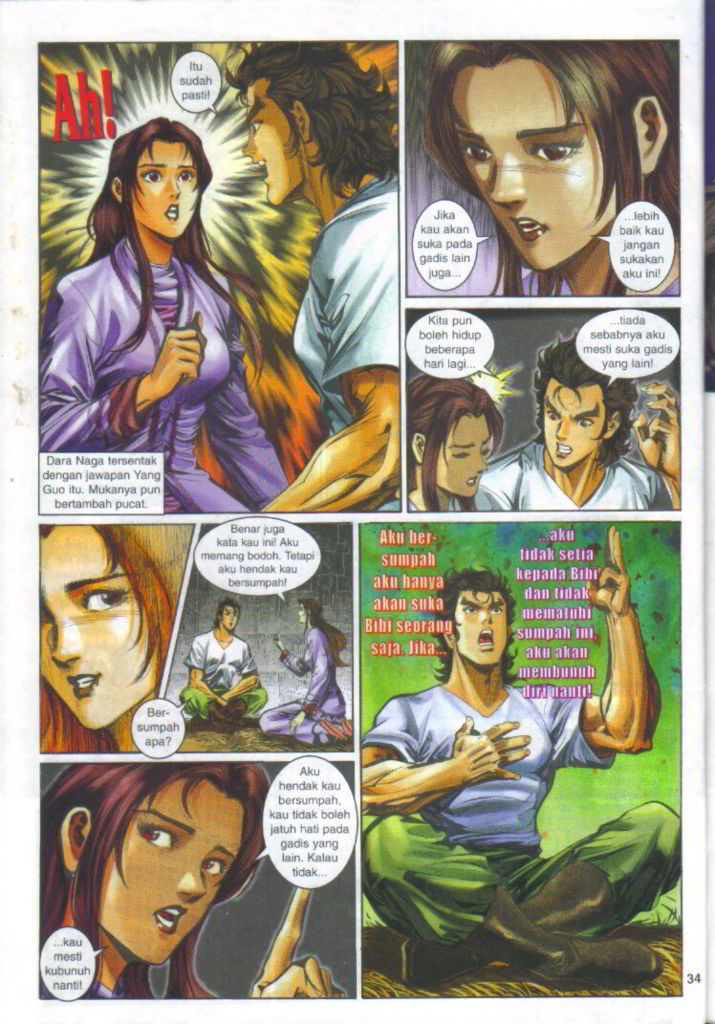 Ah!
Itu
sudah
pasti!
Dara Naga tersentak
dengan jawapan Yang
Guo itu. Mukanya pun
bertambah pucat.
Jika
kau akan
suka pada
gadis lain
juga...
...lebih
baik kau
jangan
sukakan
aku ini!
Kita pun
boleh hidup
beberapa
hari lagi...
...tiada
sebabnya aku
mesti suka gadis
yang lain!
Benar juga
kata kau ini! Aku
memang bodoh. Tetapi
aku hendak kau
bersumpah!
Ber-
sumpah
apa?
Aku
hendak kau
bersumpah,
kau tidak boleh
jatuh hati pada
gadis yang
lain. Kalau
tidak...
...kau
mesti
kubunuh
nanti!
Aku ber-
sumpah
aku hanya
akan suka
Bibi seorang
saja. Jika...
...aku
tidak setia
kepada Bibi
dan tidak
mematuhi
sumpah ini,
aku akan
membunuh
diri nanti!
34